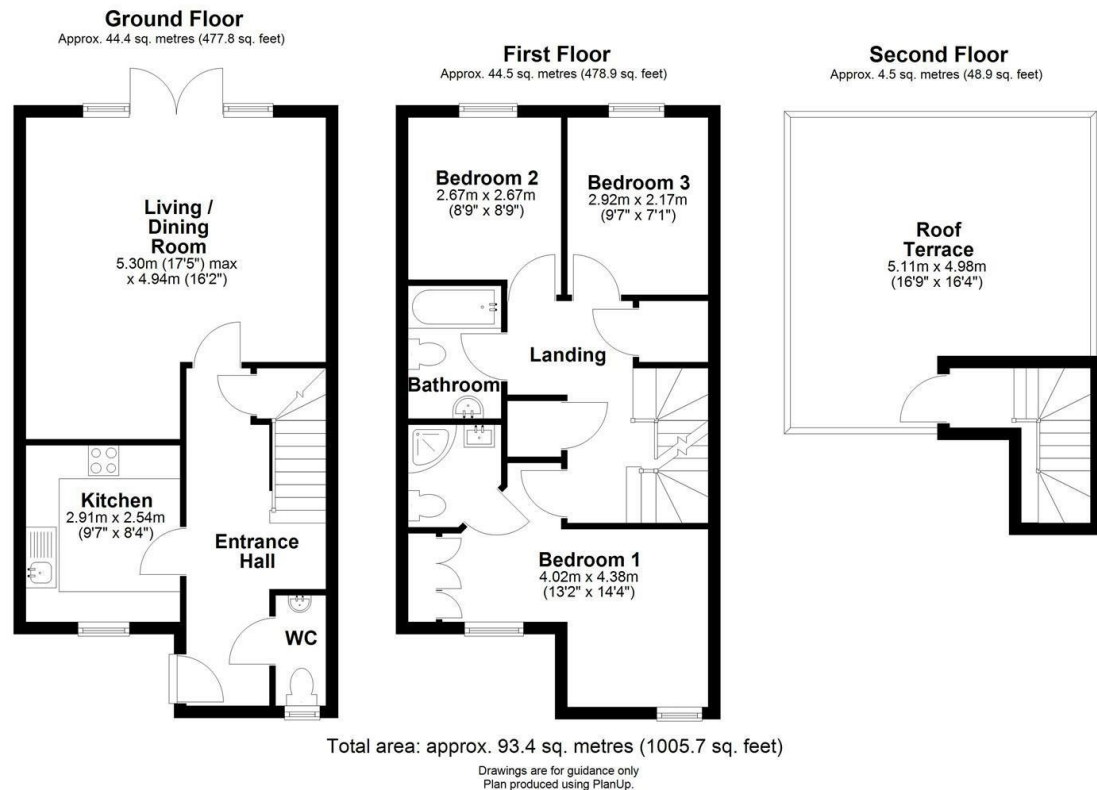 Ground Floor
Approx. 44.4 sq. metres (477.8 sq. feet)
Living /
Dining
Room
5.30m (17'5") max
x 4.94m (16'2")
Kitchen
2.91m x 2.54m
(9'7" x 8'4")
Entrance
Hall
WC
First Floor
Approx. 44.5 sq. metres (478.9 sq. feet)
Bedroom 2
2.67m x 2.67m
(8'9" x 8'9")
Bedroom 3
2.92m x 2.17m
(9'7" x 7'1")
Landing
Bathroom
Bedroom 1
4.02m x 4.38m
(13'2" x 14'4")
Second Floor
Approx. 4.5 sq. metres (48.9 sq. feet)
Roof
Terrace
5.11m x 4.98m
(16'9" x 16'4")
Total area: approx. 93.4 sq. metres (1005.7 sq. feet)
Drawings are for guidance only
Plan produced using PlanUp.